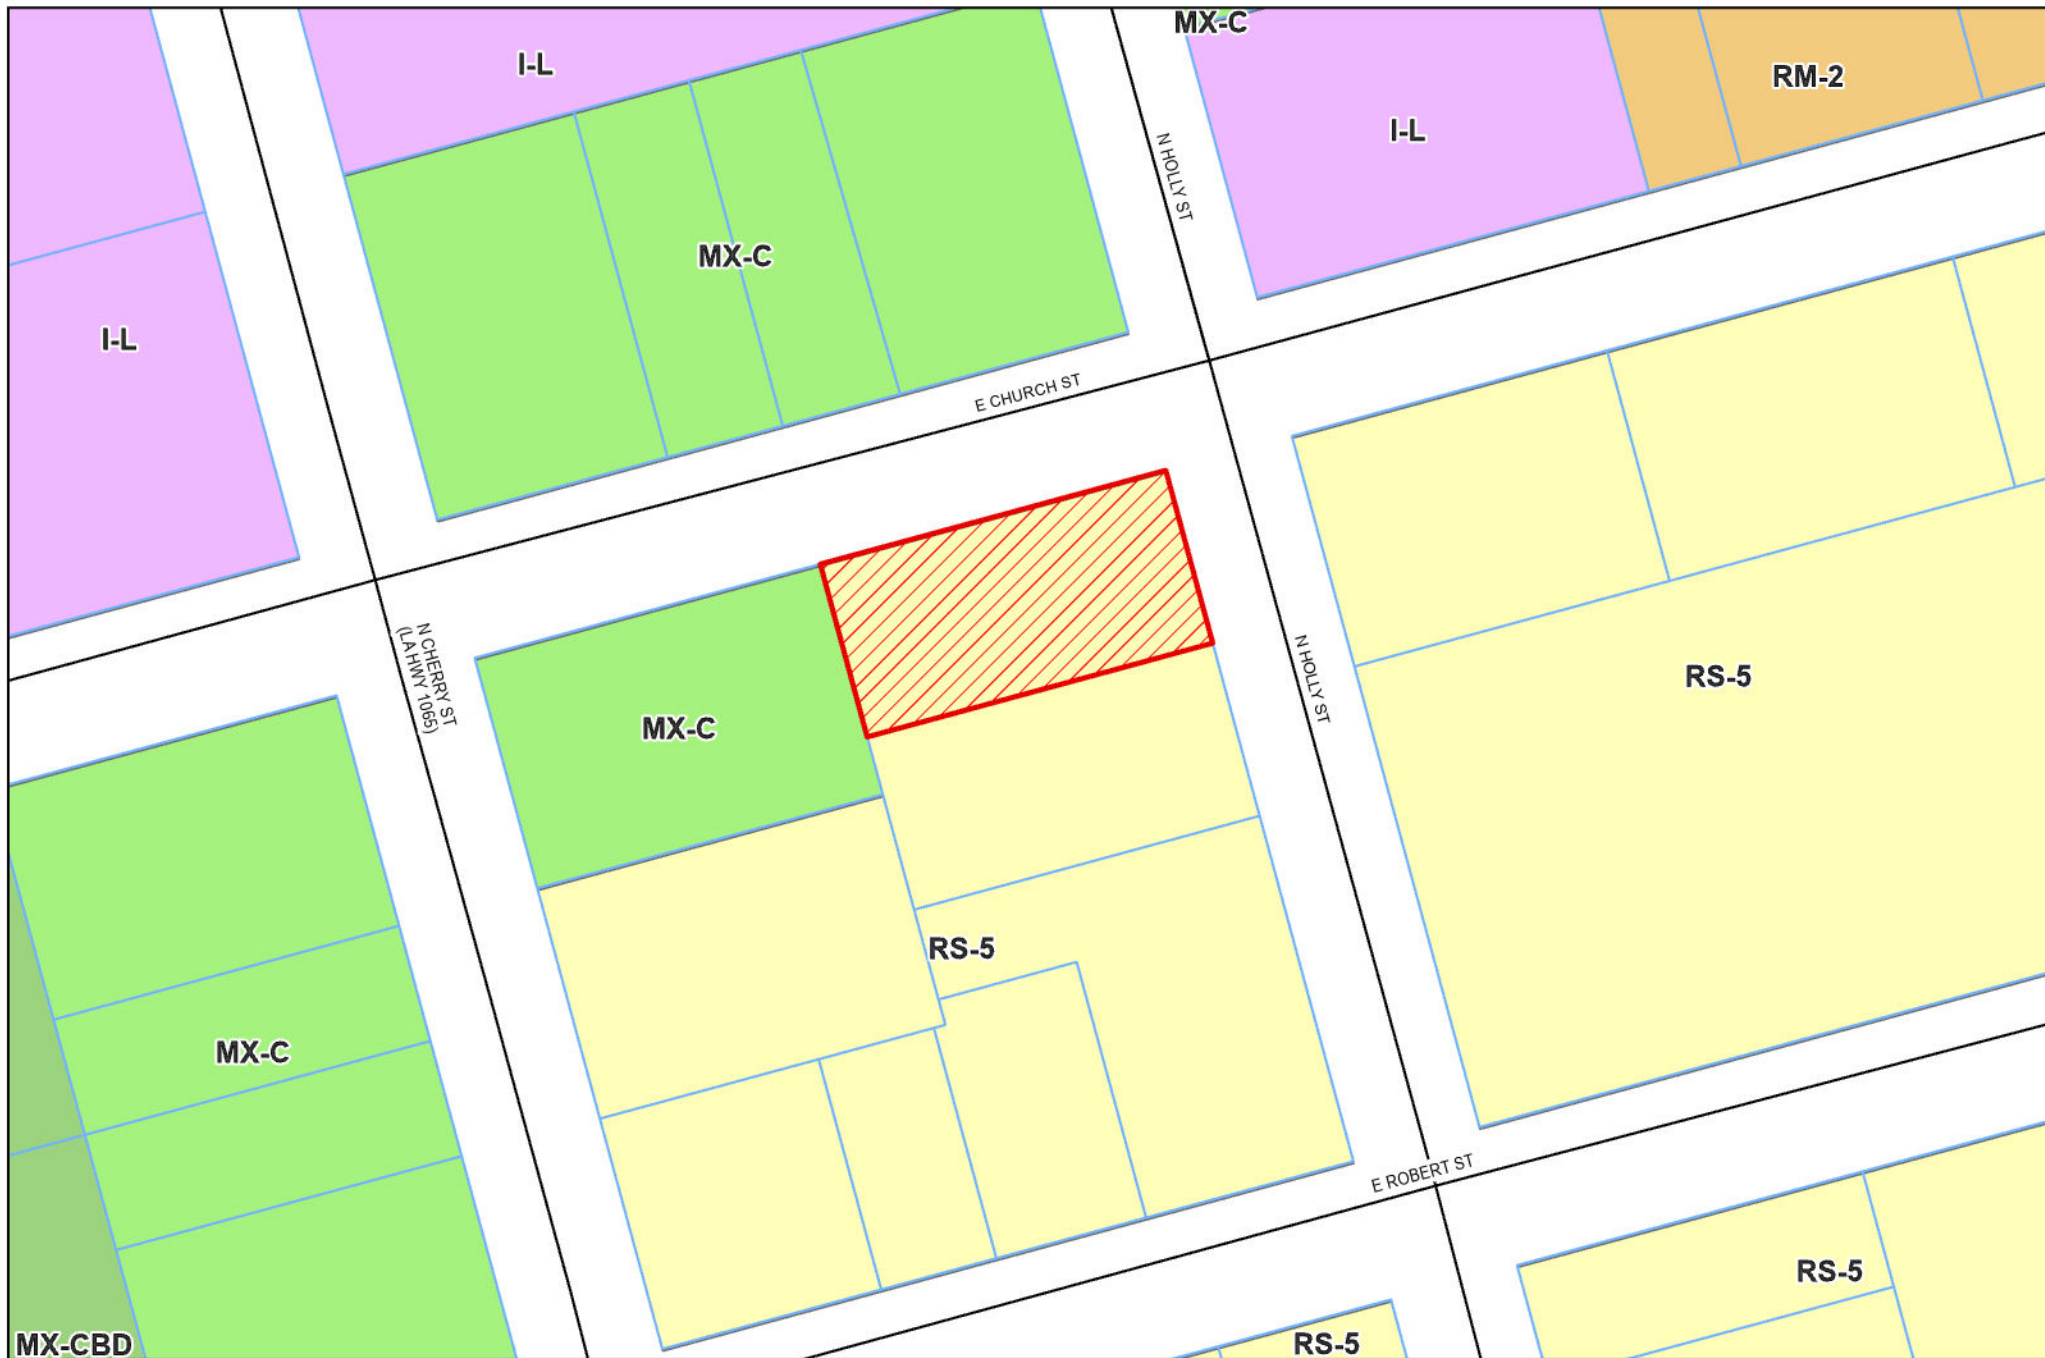 MX-C
I-L
RM-2
I-L
N HOLLY ST
MX-C
I-L
E CHURCH ST
N CHERRY ST
(LA HWY 1065)
N HOLLY ST
RS-5
MX-C
RS-5
MX-C
E ROBERT ST
RS-5
MX-CBD
RS-5